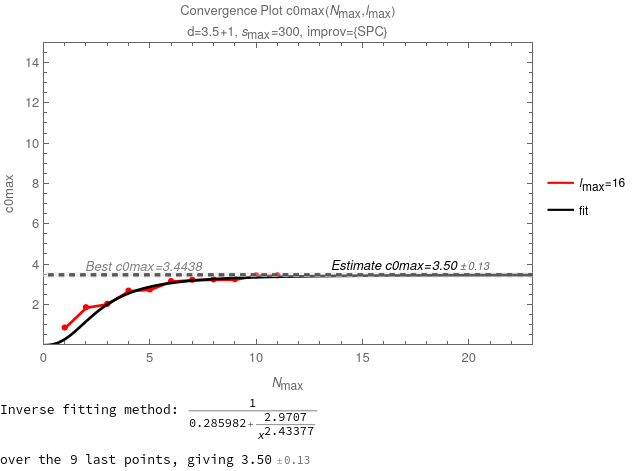 Convergence Plot c0max(Nmax,lmax)
d=3.5+1, smax=300, improv={SPC}
14
12
10
8
6
4
2
c0max
Best c0max=3.4438
Estimate c0max=3.50 ±0.13
lmax=16
fit
0 5 10 15 20
Nmax
Inverse fitting method: 1
0.285982+ 2.9707
x2.43377
over the 9 last points, giving 3.50 ±0.13